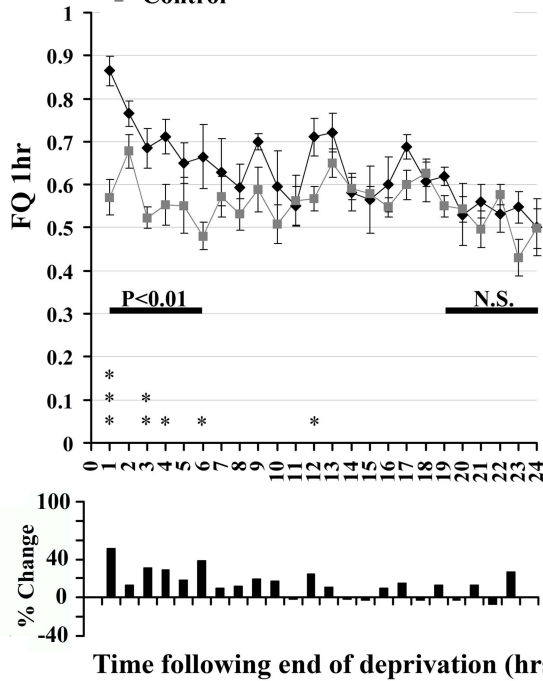 Control
1
0.9
0.8
0.7
0.6
0.5
0.4
0.3
0.2
0.1
0
FQ 1hr
P<0.01 N.S.
*
* *
* * * * *
0 1 2 3 4 5 6 7 8 9 10 11 12 13 14 15 16 17 18 19 20 21 22 23 24
100
40
0
-40
% Change
Time following end of deprivation (hrs